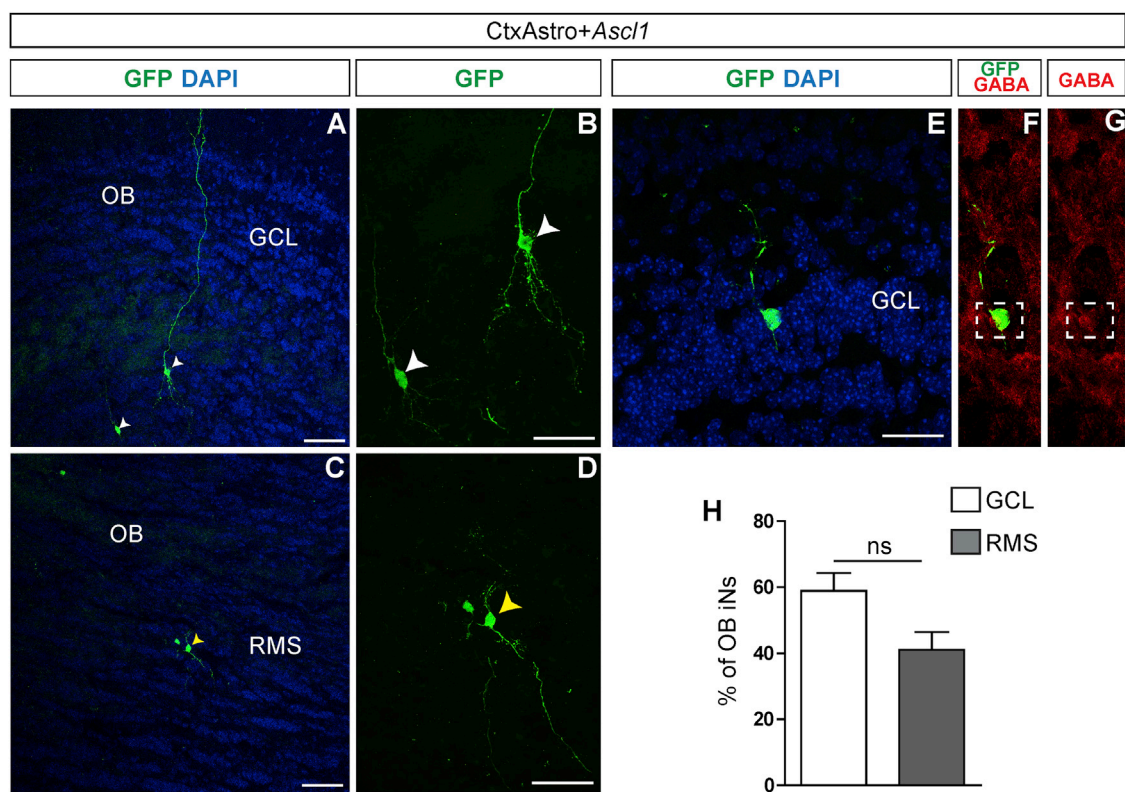 CtxAstro+Ascl1
GFP DAPI
GFP
GFP DAPI
GFP
GABA
GABA
A
OB
GCL
B
E
GCL
F
G
C
OB
RMS
D
H
GCL
RMS
% of OB iNs
80
60
40
20
0
ns